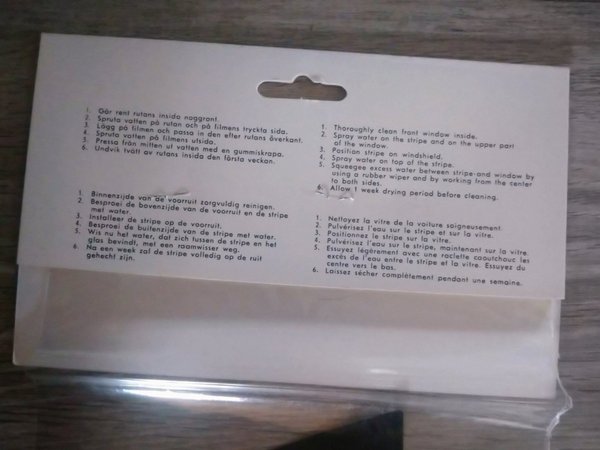 1. Gör rent rutans insida noggrant.
2. Spruta vatten på rutan och på filmens tryckta sida.
3. Lägg på filmen och passa in den efter rutans överkant.
4. Spruta vatten på filmens utsida.
5. Pressa från mitten ut vatten med en gummiskrapa.
6. Undvik tvätt av rutans insida den första veckan.
1. Thoroughly clean front window inside.
2. Spray water on the stripe and on the upper part
of the window.
3. Position stripe on windshield.
4. Spray water on top of the stripe.
5. Squeegee excess water between stripe and window by
using a rubber wiper and by working from the center
to both sides.
6. Allow 1 week drying period before cleaning.
1. Binnenzijde van de voorruit zorgvuldig reinigen.
2. Besproei de bovenzijde van de voorruit en de stripe
met water.
3. Installeer de stripe op de voorruit.
4. Besproei de buitenzijde van de stripe met water.
5. Wis nu het water, dat zich tussen de stripe en het
glas bevindt, met een raamwisser weg.
6. Na een week zal de stripe volledig op de ruit
gehecht zijn.
1. Nettoyez la vitre de la voiture soigneusement.
2. Pulvérisez l'eau sur le stripe et sur la vitre.
3. Positionnez le stripe sur la vitre.
4. Pulvérisez l'eau sur le stripe, maintenant sur la vitre.
5. Essuyez légèrement avec une raclette caoutchouc les
excés de l'eau entre le stripe et la vitre. Essuyez du
centre vers le bas.
6. Laissez sécher complètement pendant une semaine.